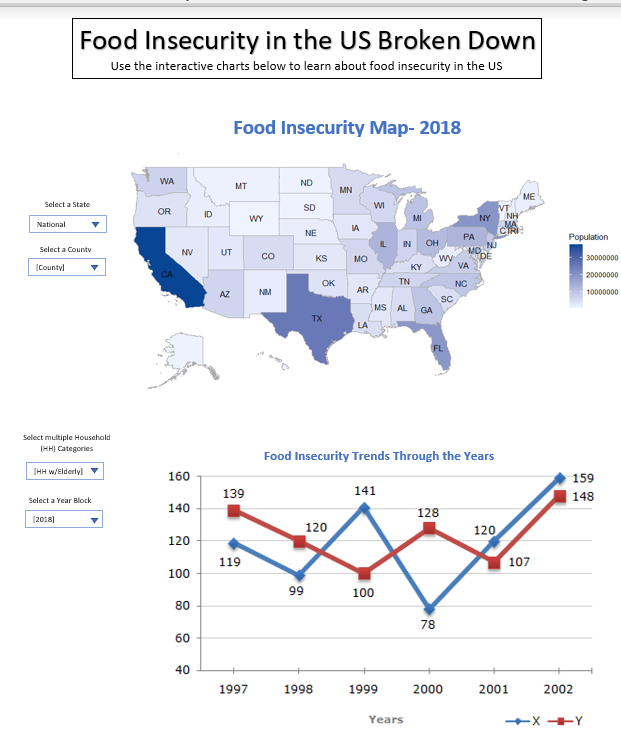 Food Insecurity in the US Broken Down
Use the interactive charts below to learn about food insecurity in the US
Food Insecurity Map- 2018
Select a State
National
Select a County
[County]
WA
MT
ND
MN
ME
OR
ID
SD
WI
MI
VT
NH
NY
MA
CT
RI
WY
IA
NE
PA
NJ
NV
UT
CO
IL
IN
OH
MD
DE
KS
MO
WV
VA
KY
CA
OK
TN
NC
AZ
NM
AR
SC
MS
AL
GA
TX
LA
FL
Population
30000000
20000000
10000000
Select multiple Household
(HH) Categories
[HH w/Elderly]
Select a Year Block
[2018]
Food Insecurity Trends Through the Years
160
140
120
100
80
60
40
139
119
120
99
141
100
128
78
120
107
159
148
1997 1998 1999 2000 2001 2002
Years
X Y